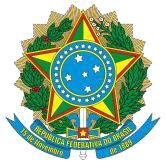 REPÚBLICA FEDERATIVA DO BRASIL
15 de Novembro
de 1889